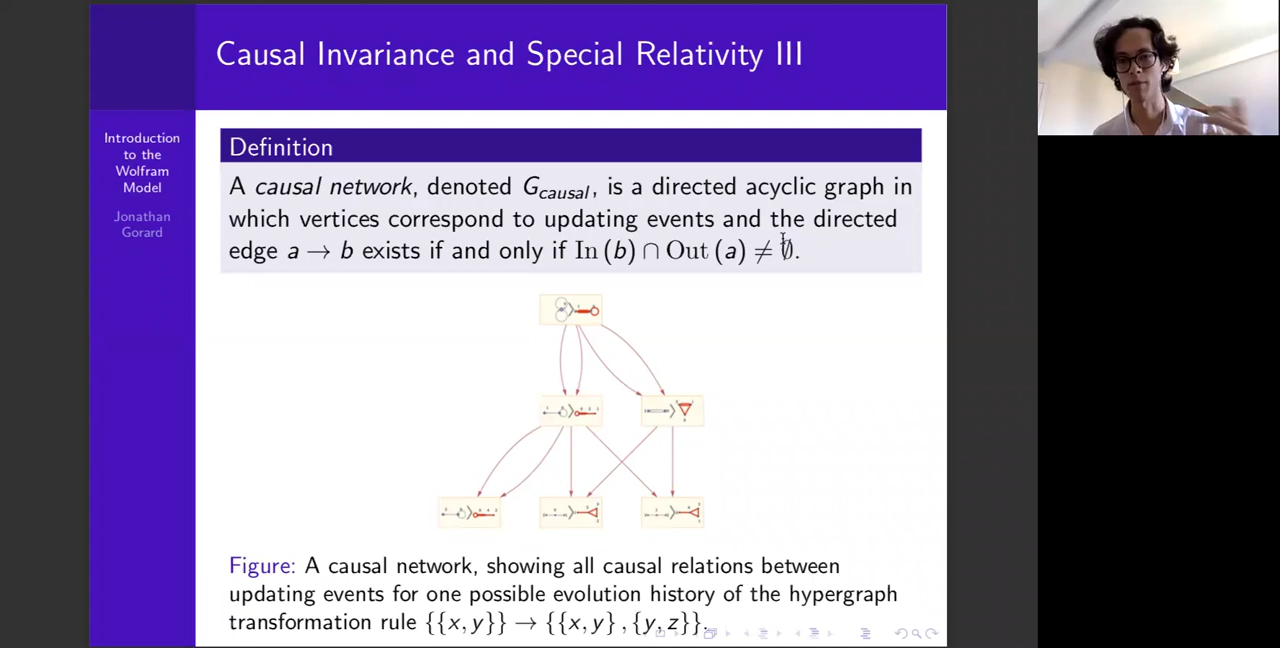 Causal Invariance and Special Relativity III
Introduction
to the
Wolfram
Model
Jonathan
Gorard
Definition
A causal network, denoted G_causal, is a directed acyclic graph in
which vertices correspond to updating events and the directed
edge a → b exists if and only if In (b) ∩ Out (a) ≠ ∅.
Figure: A causal network, showing all causal relations between
updating events for one possible evolution history of the hypergraph
transformation rule {{x, y}} → {{x, y} , {y, z}}.